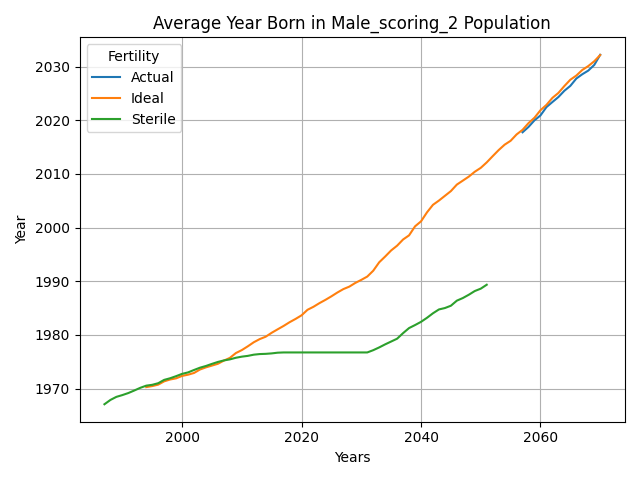 Average Year Born in Male_scoring_2 Population
Fertility
Actual
Ideal
Sterile
Year
2030
2020
2010
2000
1990
1980
1970
2000
2020
2040
2060
Years